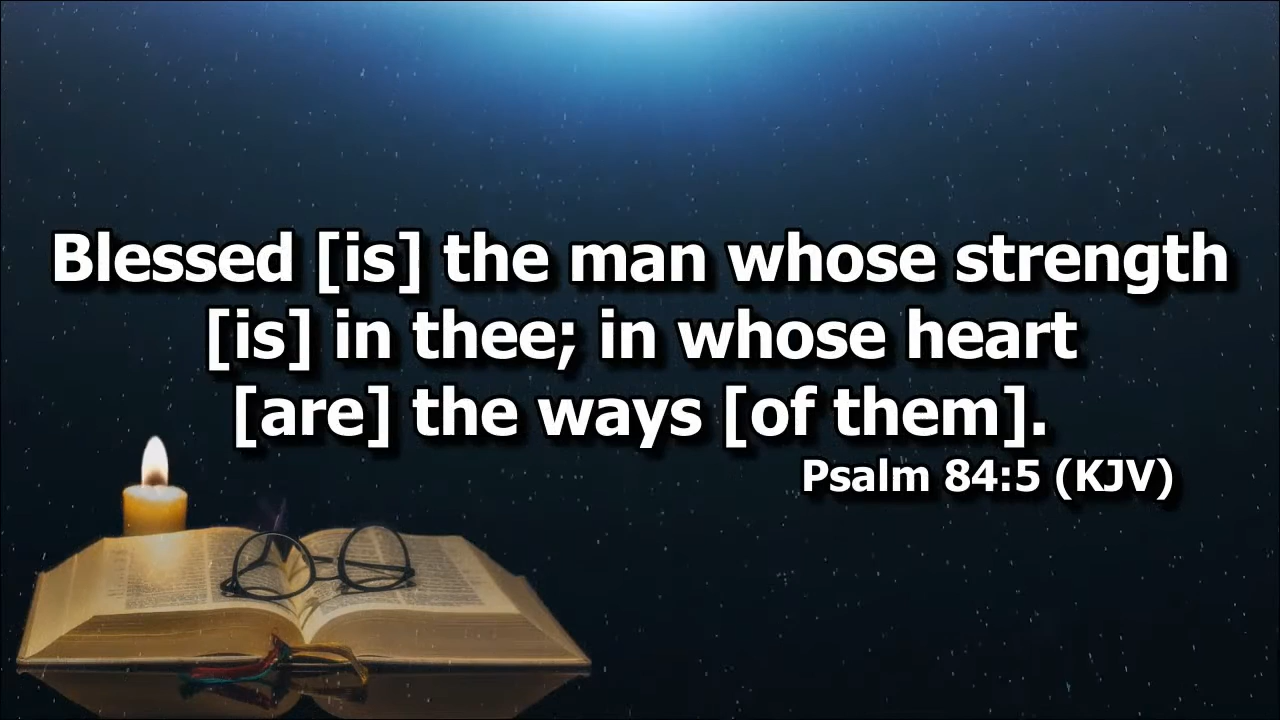 Blessed [is] the man whose strength
[is] in thee; in whose heart
[are] the ways [of them].
Psalm 84:5 (KJV)